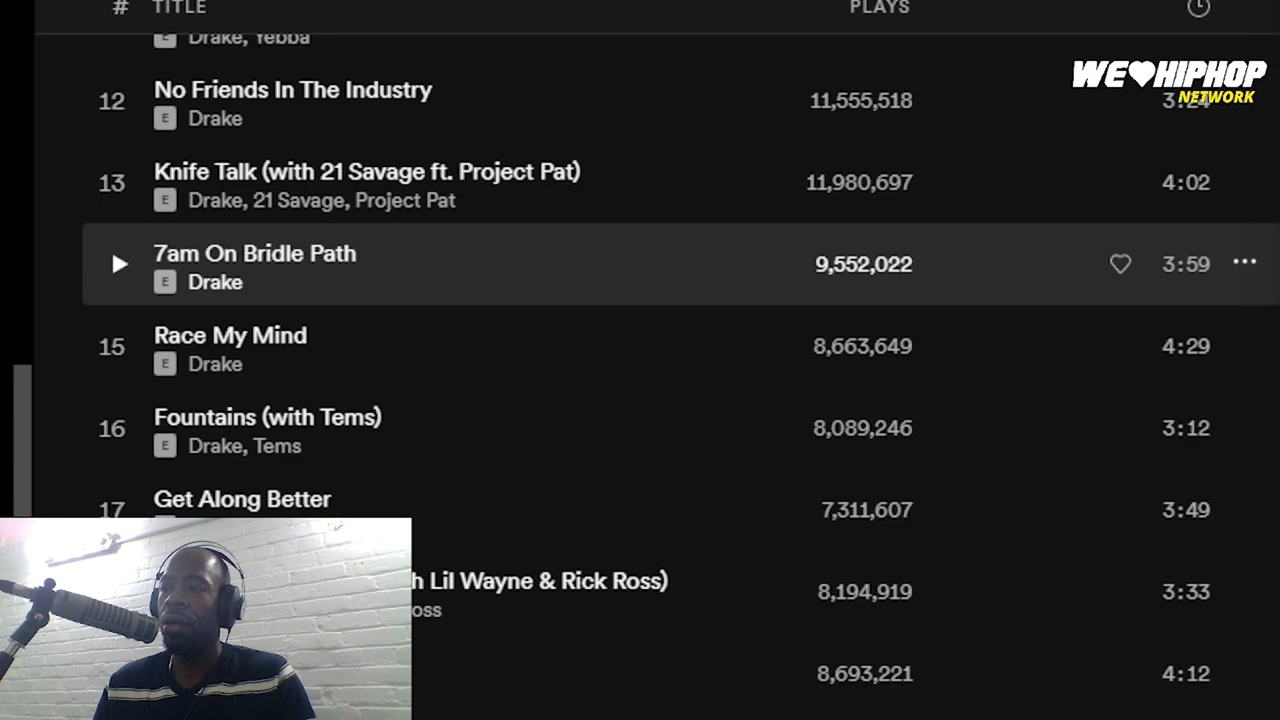 # TITLE PLAYS
Drake, Yebba
WE HIPHOP
NETWORK
12 No Friends In The Industry 11,555,518 3:24
E Drake
13 Knife Talk (with 21 Savage ft. Project Pat) 11,980,697 4:02
E Drake, 21 Savage, Project Pat
7am On Bridle Path 9,552,022 3:59
E Drake
15 Race My Mind 8,663,649 4:29
E Drake
16 Fountains (with Tems) 8,089,246 3:12
E Drake, Tems
17 Get Along Better 7,311,607 3:49
h Lil Wayne & Rick Ross) 8,194,919 3:33
oss
8,693,221 4:12